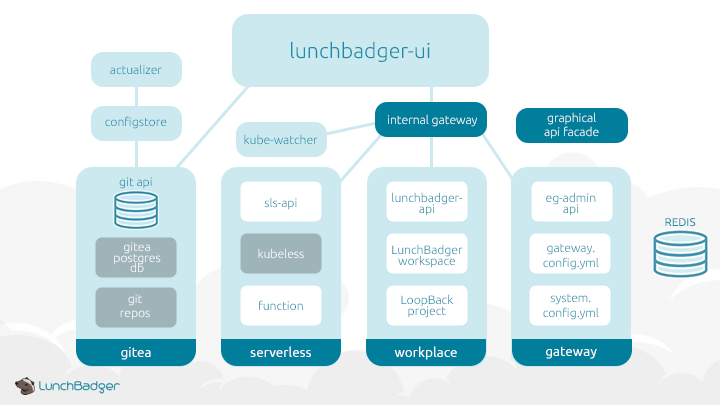 lunchbadger-ui
actualizer
configstore
kube-watcher
internal gateway
graphical
api facade
git api
gitea
postgres
db
git
repos
gitea
sls-api
kubeless
function
serverless
lunchbadger-
api
LunchBadger
workspace
LoopBack
project
workplace
eg-admin
api
gateway.
config.yml
system.
config.yml
gateway
REDIS
LunchBadger